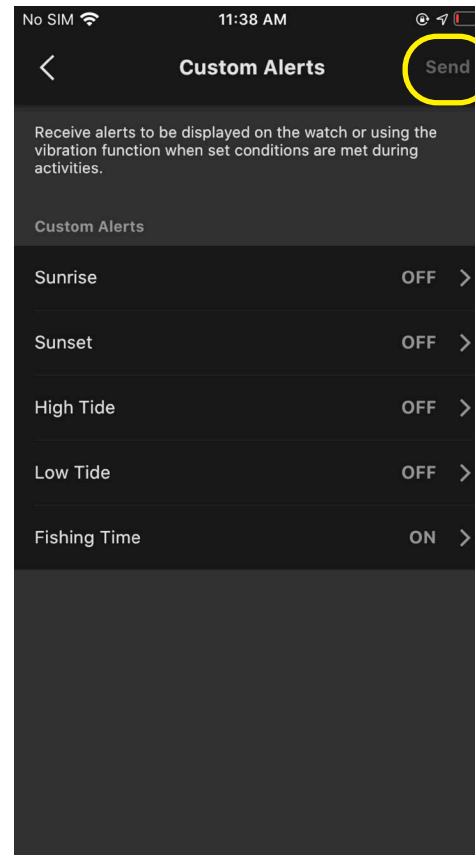 No SIM 11:38 AM
Custom Alerts Send
Receive alerts to be displayed on the watch or using the
vibration function when set conditions are met during
activities.
Custom Alerts
Sunrise OFF
Sunset OFF
High Tide OFF
Low Tide OFF
Fishing Time ON